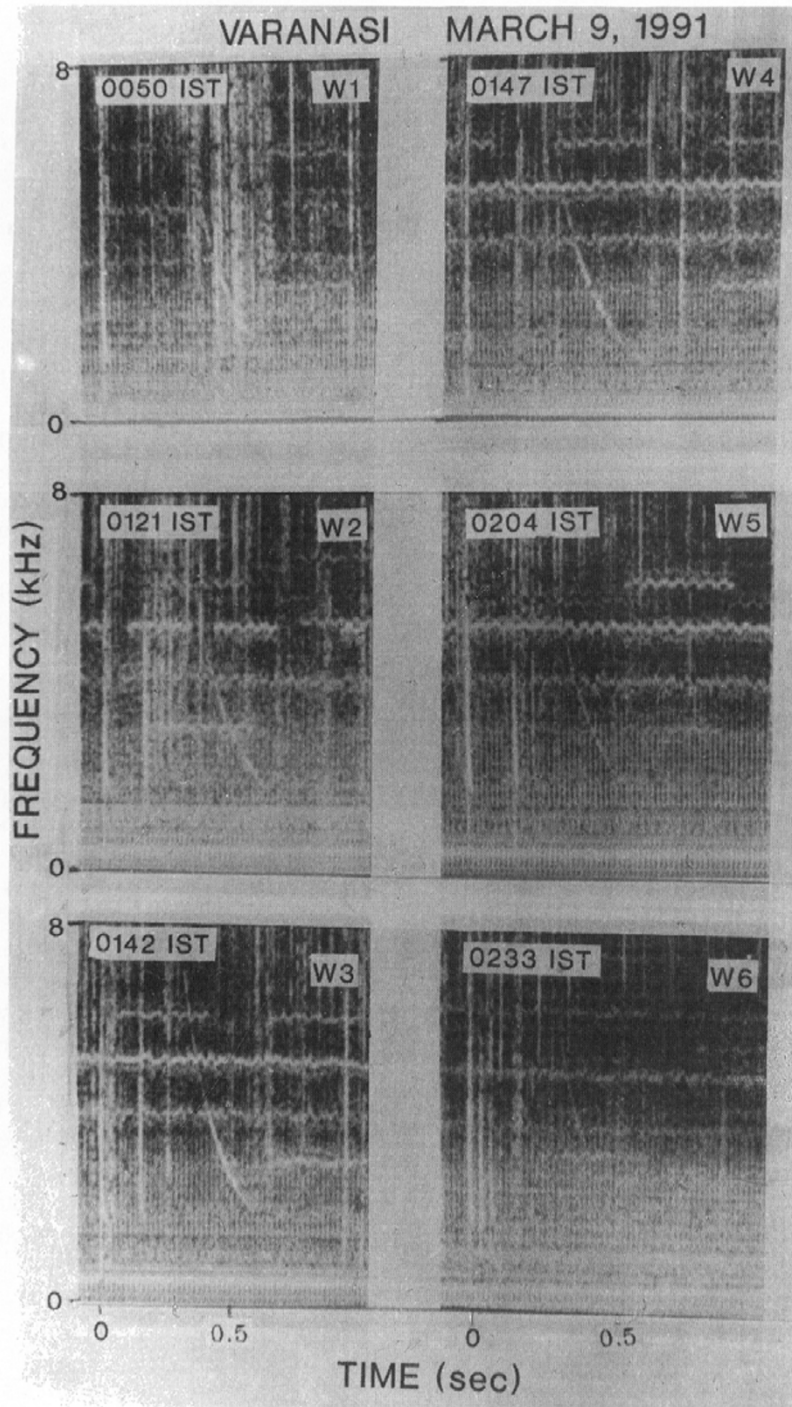 VARANASI MARCH 9, 1991
8
0050 IST W1
0147 IST W4
0
8
0121 IST W2
0204 IST W5
FREQUENCY (kHz)
0
8
0142 IST W3
0233 IST W6
0
0 0.5 0 0.5
TIME (sec)